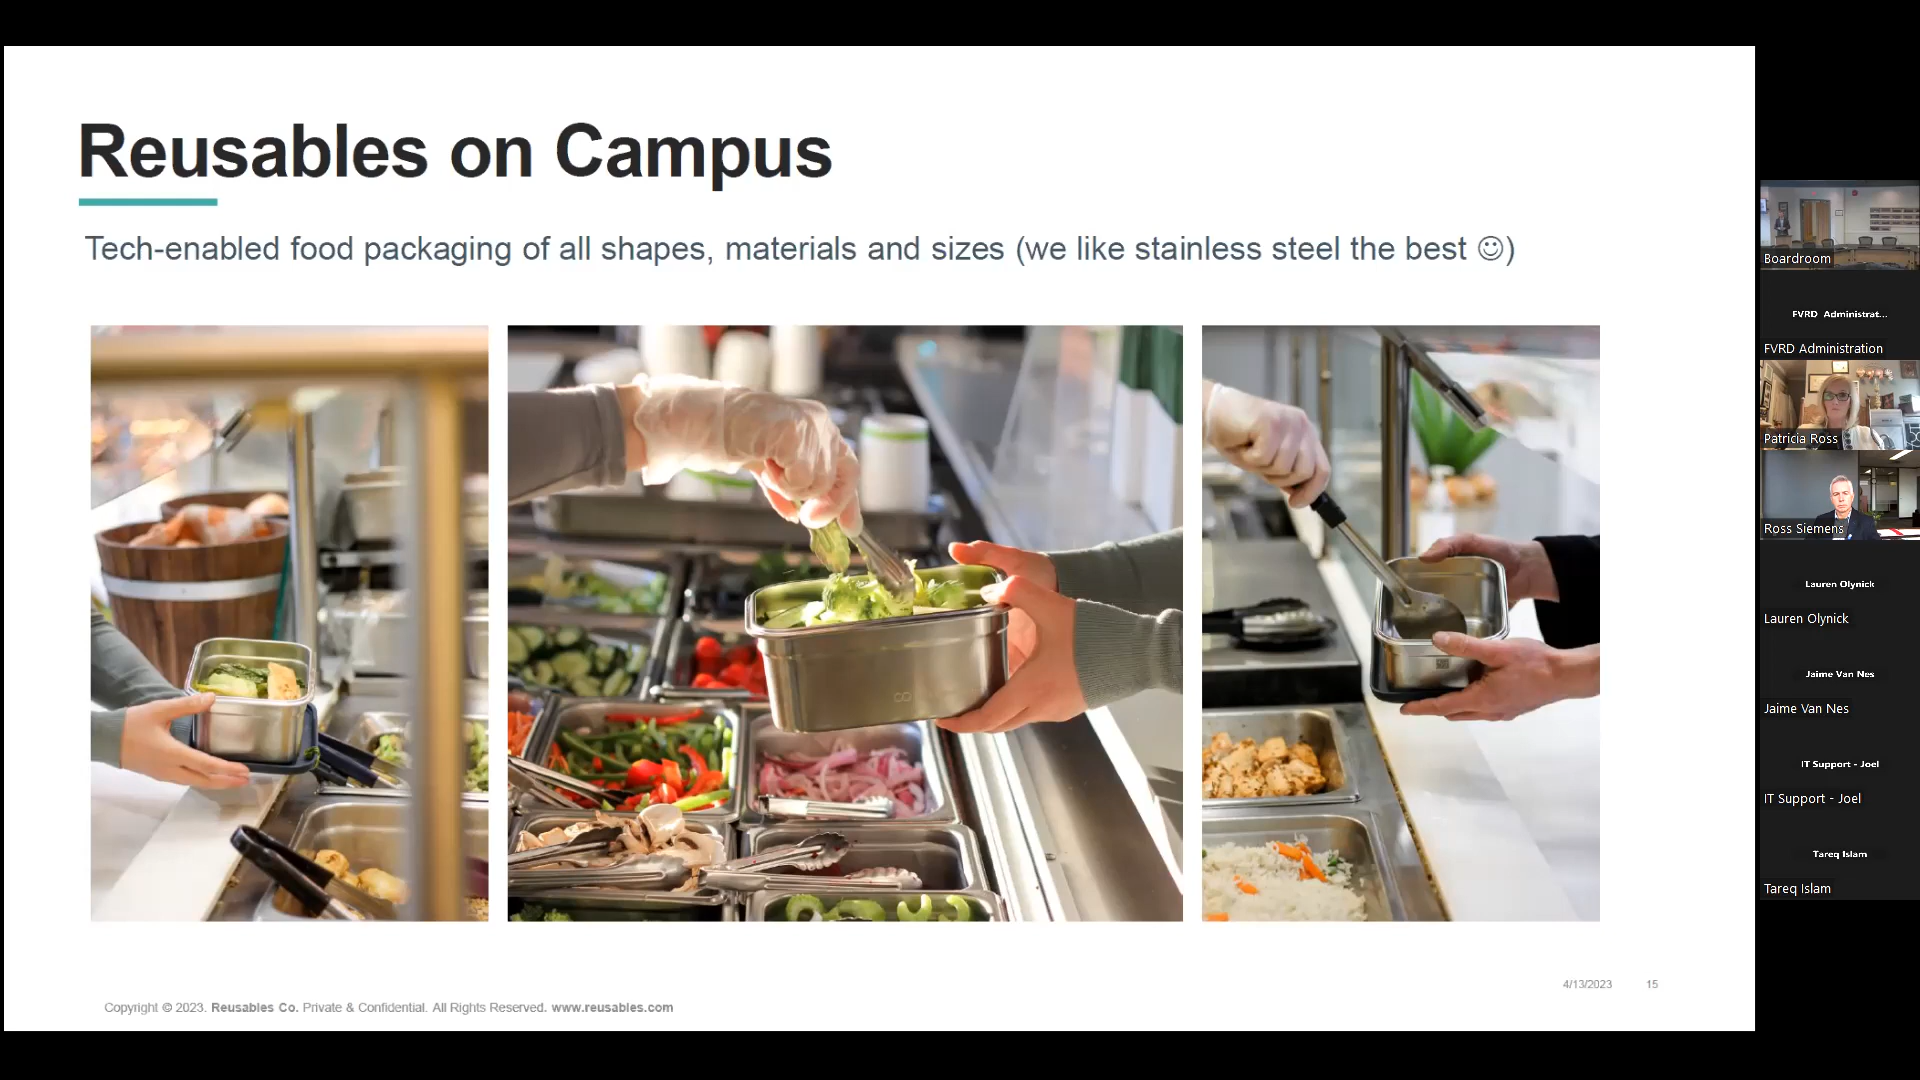 Reusables on Campus
Tech-enabled food packaging of all shapes, materials and sizes (we like stainless steel the best ☺)
4/13/2023 15
Copyright © 2023. Reusables Co. Private & Confidential. All Rights Reserved. www.reusables.com
Boardroom
FVRD Administrat...
FVRD Administration
Patricia Ross
Ross Siemens
Lauren Olynick
Lauren Olynick
Jaime Van Nes
Jaime Van Nes
IT Support - Joel
IT Support - Joel
Tareq Islam
Tareq Islam